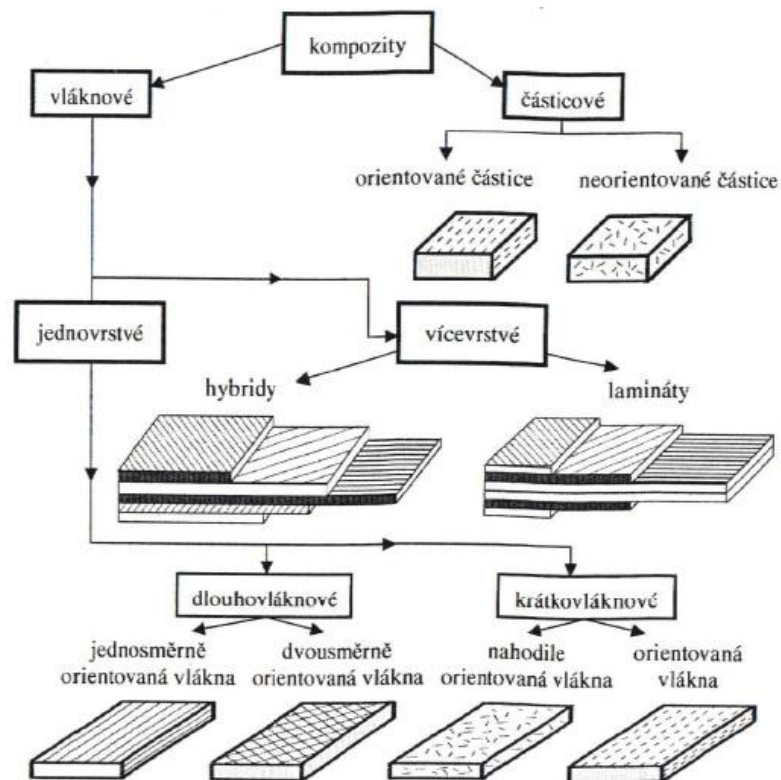 kompozity
vláknové
částicové
orientované částice
neorientované částice
jednovrstvé
vícevrstvé
hybridy
lamináty
dlouhovláknové
krátkovláknové
jednosměrně
orientovaná vlákna
dvousměrně
orientovaná vlákna
nahodile
orientovaná vlákna
orientovaná
vlákna